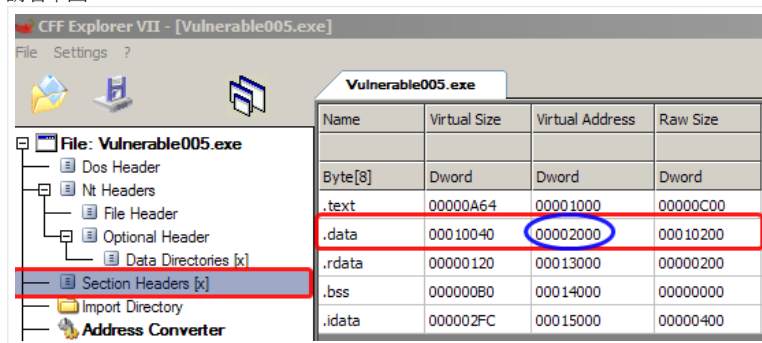 CFF Explorer VII - [Vulnerable005.exe]
File Settings ?
Vulnerable005.exe
File: Vulnerable005.exe
Dos Header
Nt Headers
File Header
Optional Header
Data Directories [x]
Section Headers [x]
Import Directory
Address Converter
Name Virtual Size Virtual Address Raw Size
Byte[8] Dword Dword Dword
.text 00000A64 00001000 00000C00
.data 00010040 00002000 00010200
.rdata 00000120 00013000 00000200
.bss 000000B0 00014000 00000000
.idata 000002FC 00015000 00000400